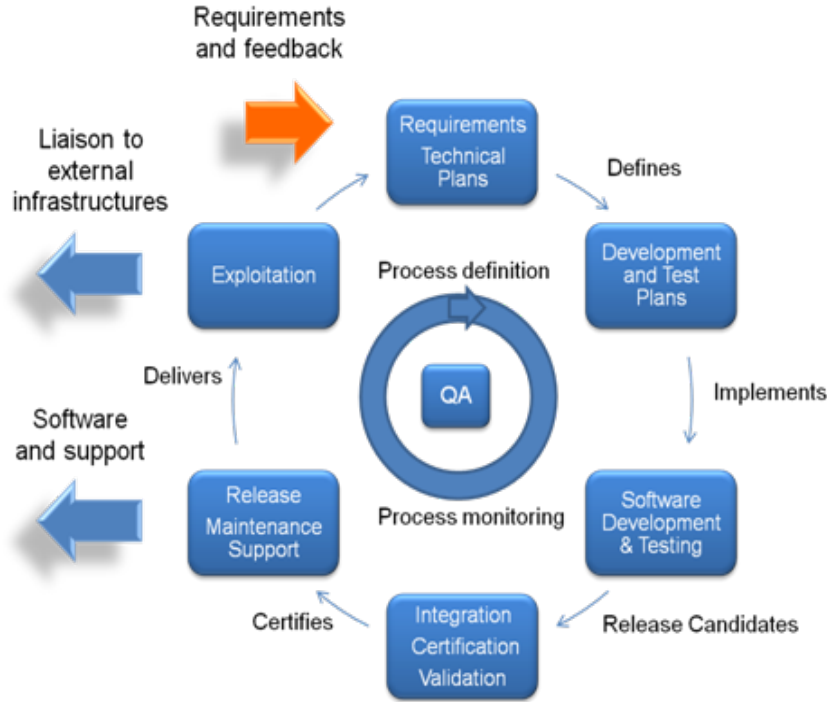 Requirements
and feedback
Liaison to
external
infrastructures
Requirements
Technical
Plans
Defines
Exploitation
Process definition
Development
and Test
Plans
Delivers
QA
Implements
Software
and support
Release
Maintenance
Support
Process monitoring
Software
Development
& Testing
Certifies
Integration
Certification
Validation
Release Candidates